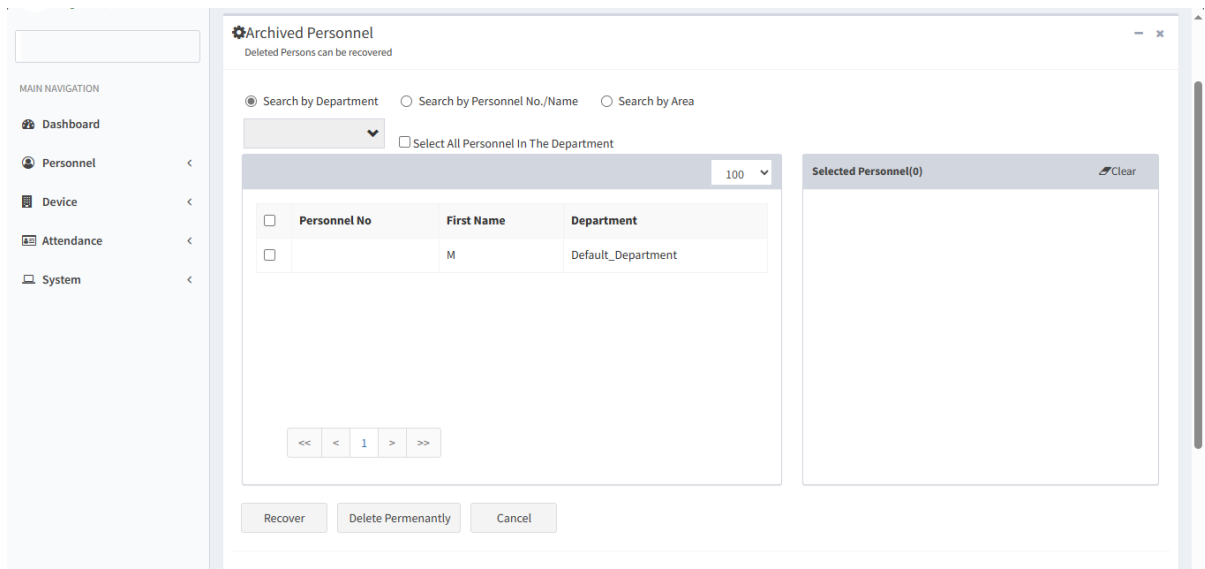 Archived Personnel
Deleted Persons can be recovered
MAIN NAVIGATION
Dashboard
Personnel
Device
Attendance
System
Search by Department Search by Personnel No./Name Search by Area
Select All Personnel In The Department
100
Personnel No First Name Department
M Default_Department
<< < 1 > >>
Selected Personnel(0) Clear
Recover Delete Permenantly Cancel